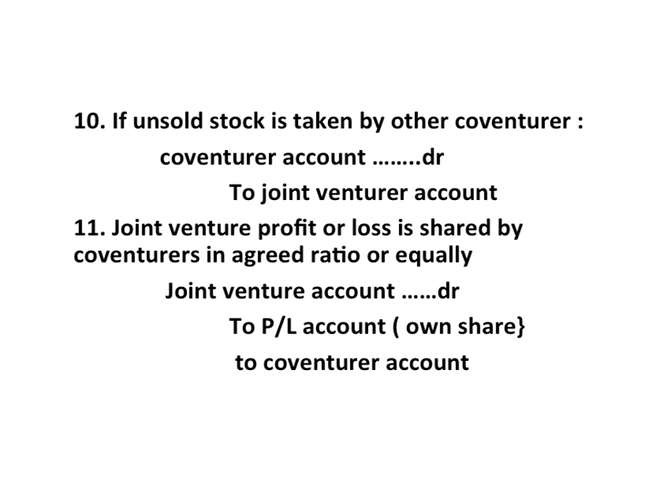 10. If unsold stock is taken by other coventurer :
coventurer account ……..dr
To joint venturer account
11. Joint venture profit or loss is shared by
coventurers in agreed ratio or equally
Joint venture account ……dr
To P/L account ( own share}
to coventurer account